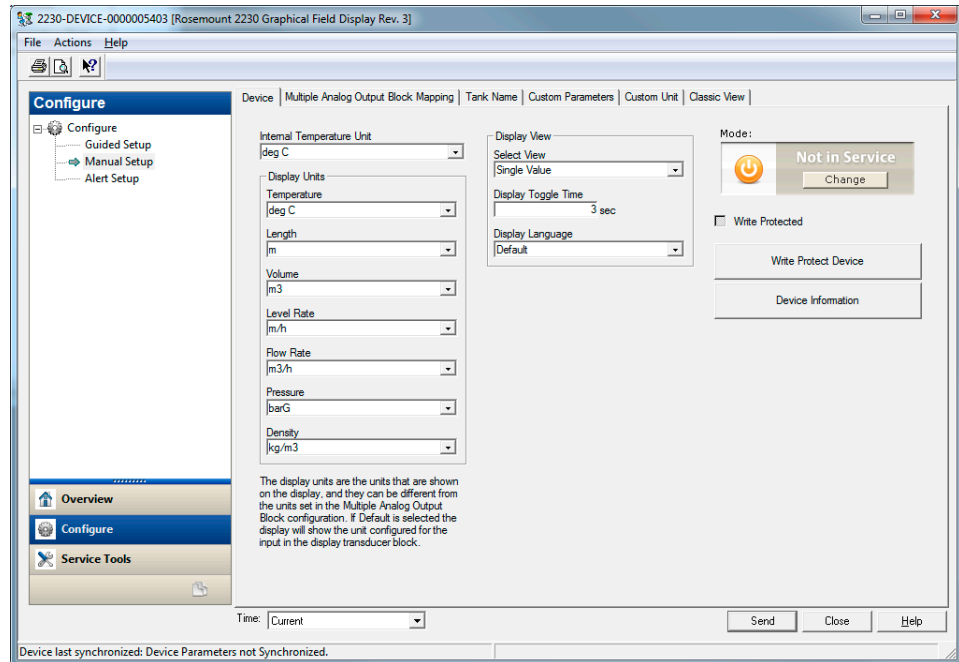 2230-DEVICE-0000005403 [Rosemount 2230 Graphical Field Display Rev. 3]
File Actions Help
Configure
Configure
Guided Setup
Manual Setup
Alert Setup
Overview
Configure
Service Tools
Device Multiple Analog Output Block Mapping Tank Name Custom Parameters Custom Unit Classic View
Internal Temperature Unit
deg C
Display Units
Temperature
deg C
Length
m
Volume
m3
Level Rate
m/h
Flow Rate
m3/h
Pressure
barG
Density
kg/m3
The display units are the units that are shown
on the display, and they can be different from
the units set in the Multiple Analog Output
Block configuration. If Default is selected the
display will show the unit configured for the
input in the display transducer block.
Display View
Select View
Single Value
Display Toggle Time
3 sec
Display Language
Default
Mode:
Not in Service
Change
Write Protected
Write Protect Device
Device Information
Time: Current
Send Close Help
Device last synchronized: Device Parameters not Synchronized.